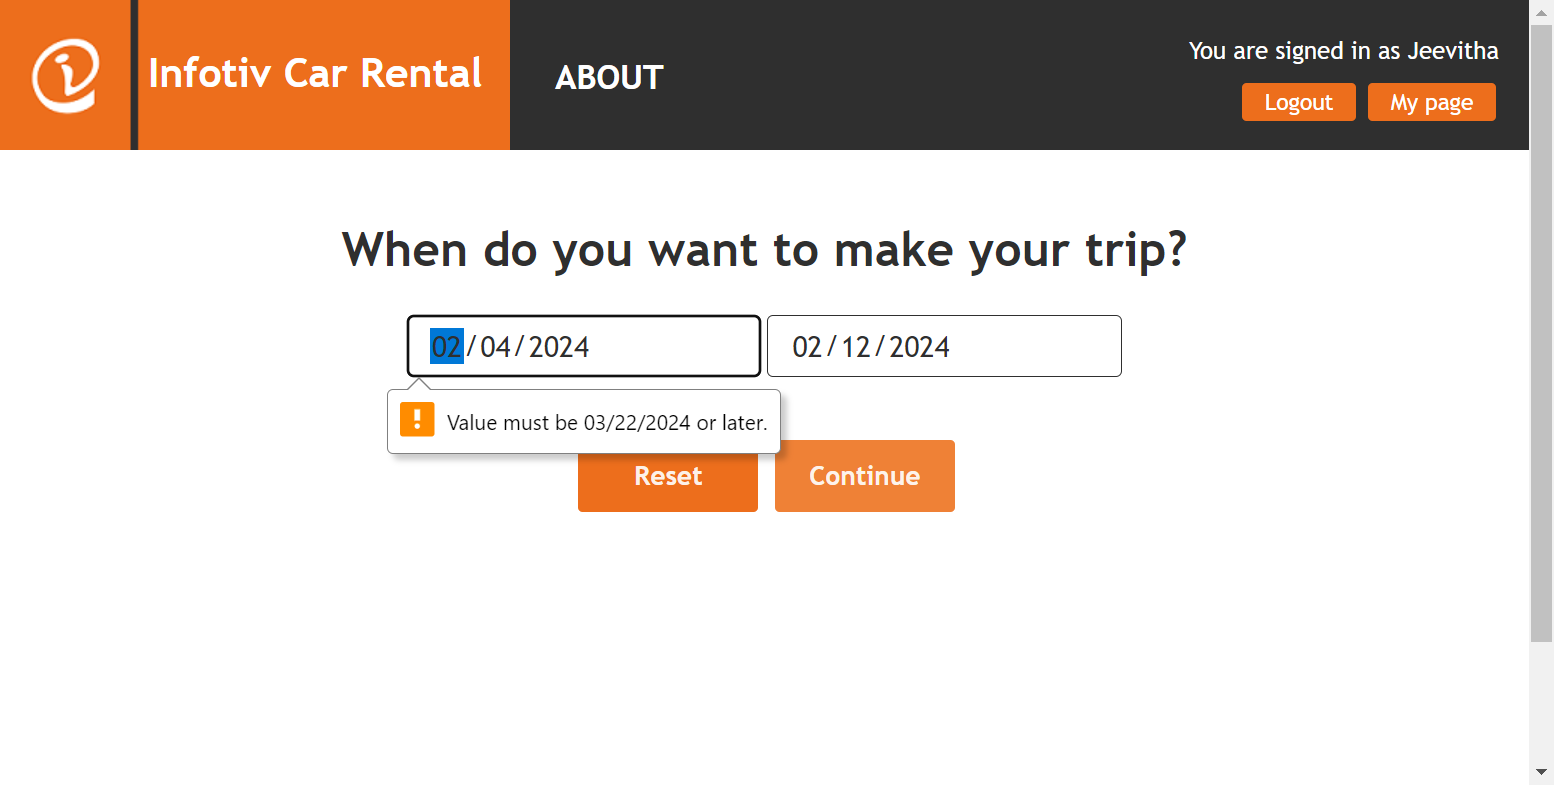 Infotiv Car Rental
ABOUT
You are signed in as Jeevitha
Logout
My page
When do you want to make your trip?
02/04/2024
02/12/2024
Value must be 03/22/2024 or later.
Reset
Continue